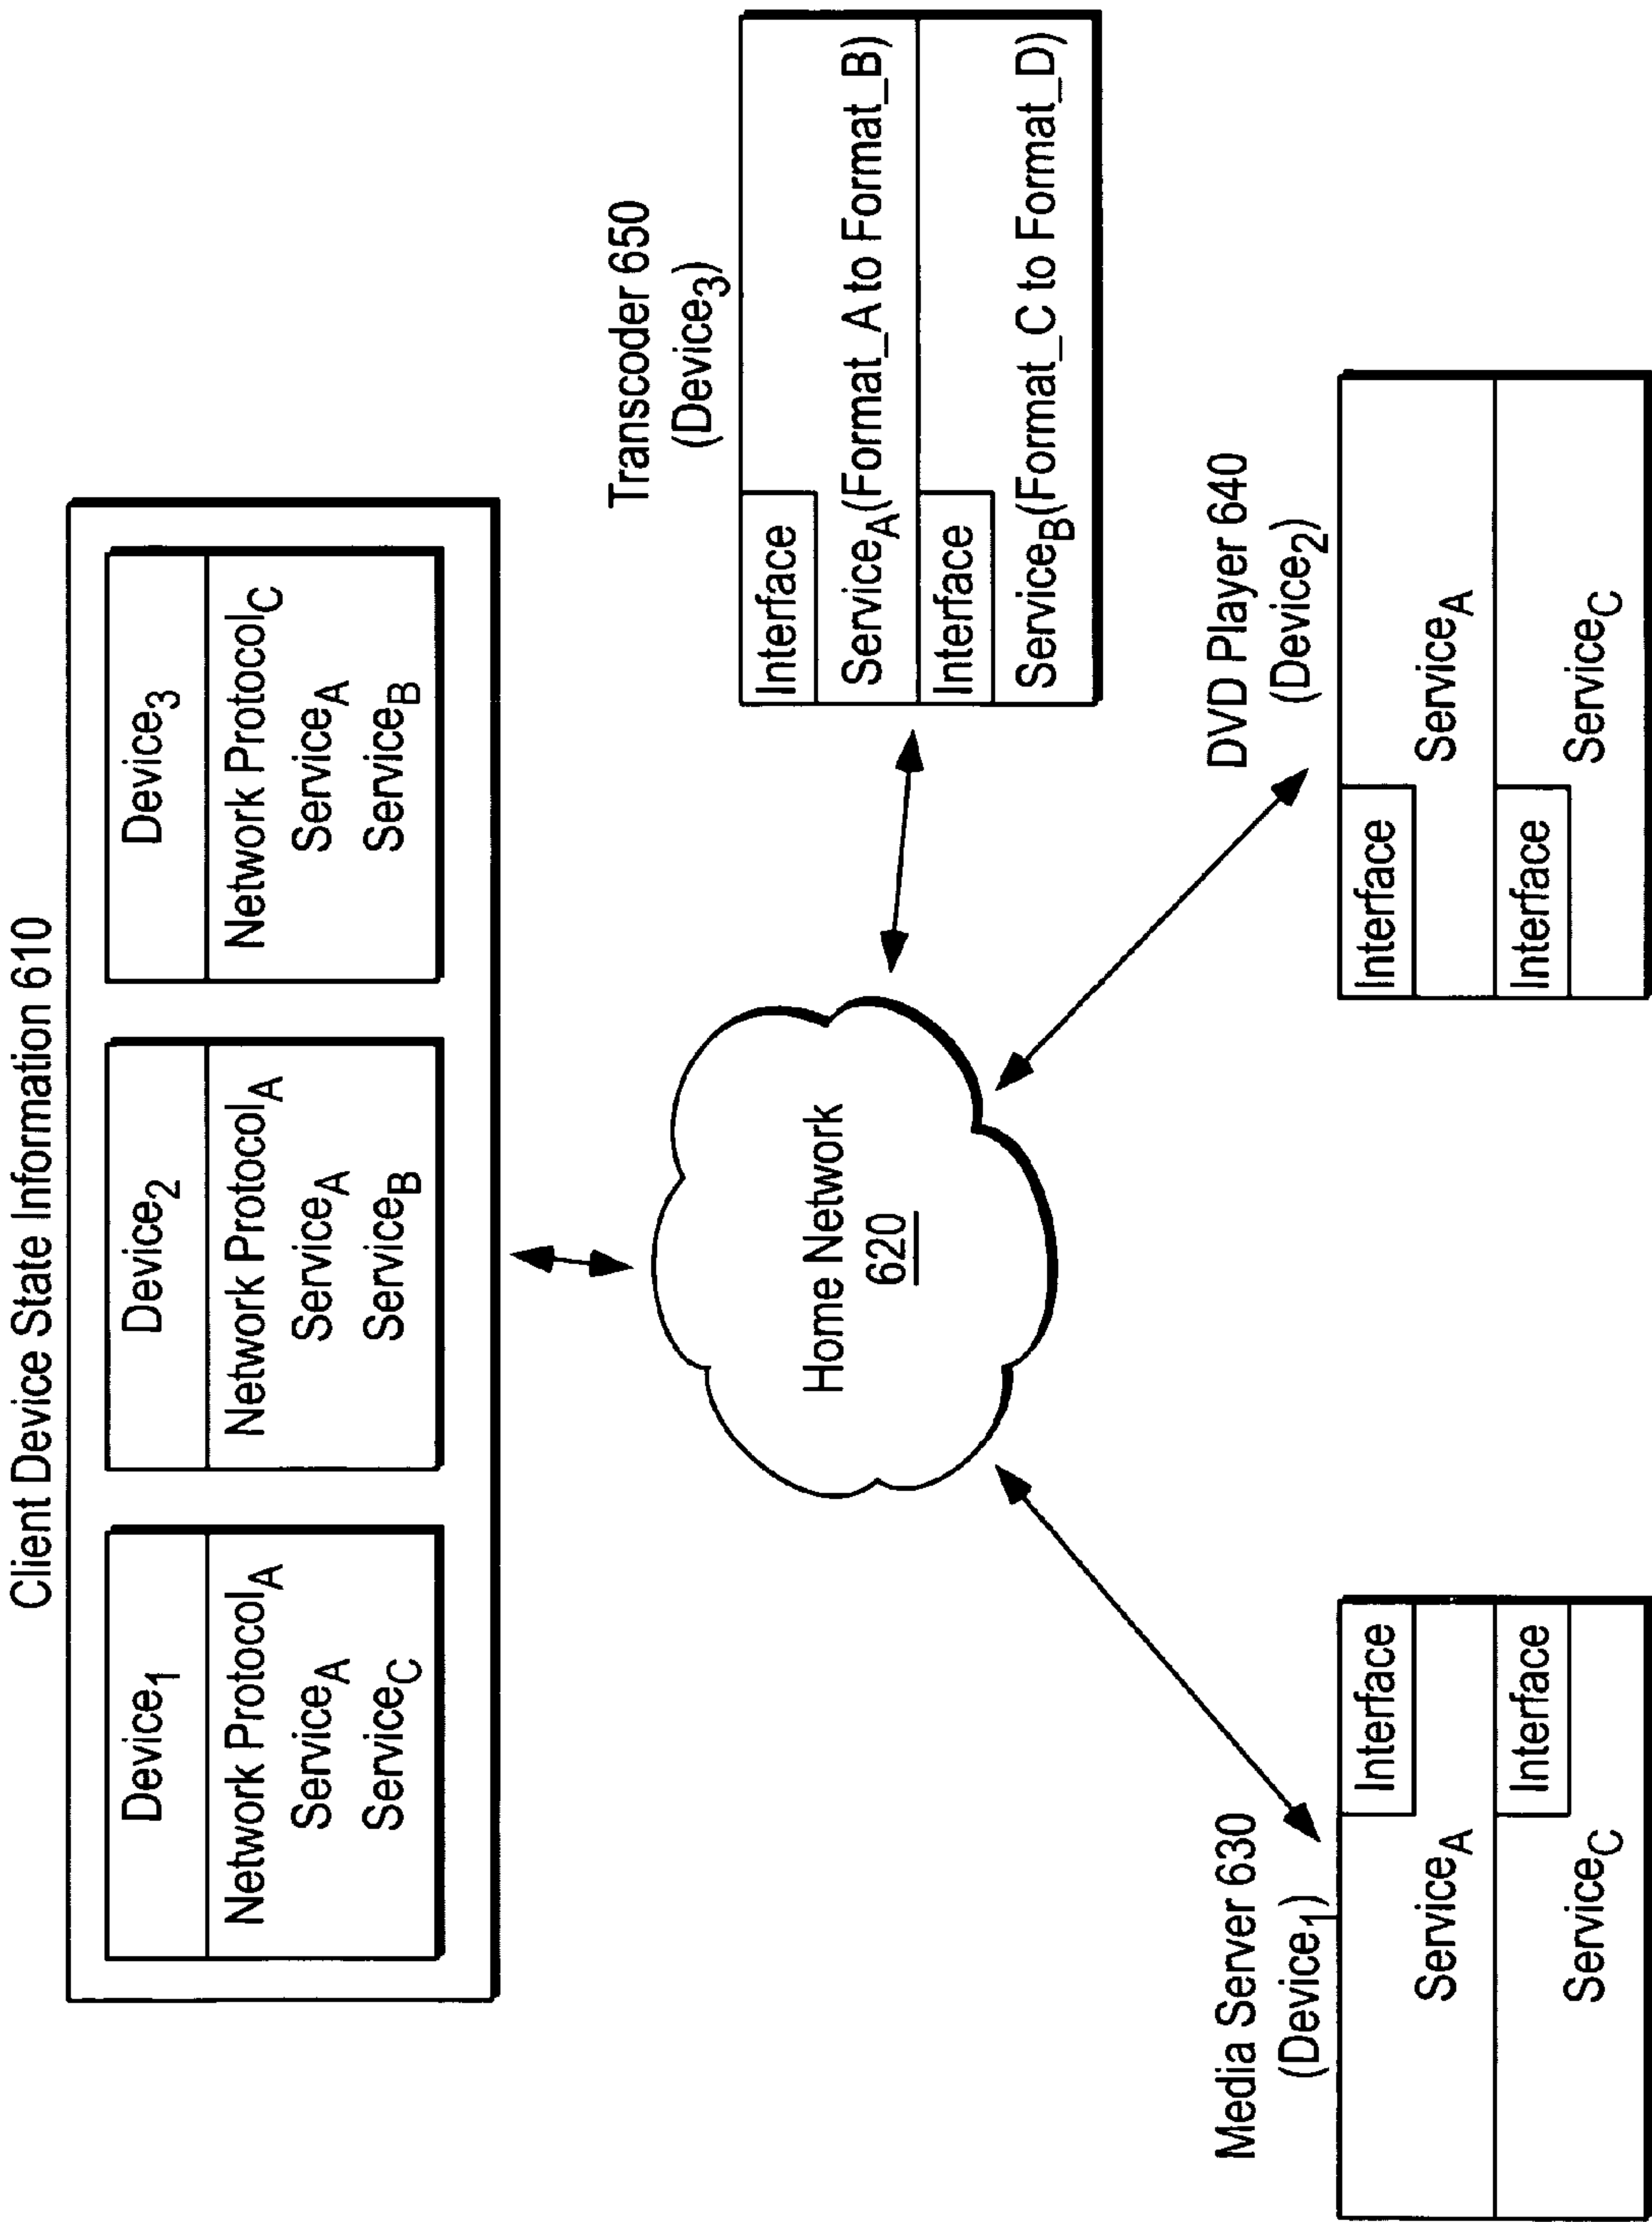 Client Device State Information 610
Device1
Network ProtocolA
ServiceA
ServiceC
Device2
Network ProtocolA
ServiceA
ServiceB
Device3
Network ProtocolC
ServiceA
ServiceB
Home Network
620
Transcoder 650
(Device3)
Interface
ServiceA(Format_A to Format_B)
Interface
ServiceB(Format_C to Format_D)
Media Server 630
(Device1)
Interface
ServiceA
Interface
ServiceC
DVD Player 640
(Device2)
Interface
ServiceA
Interface
ServiceC